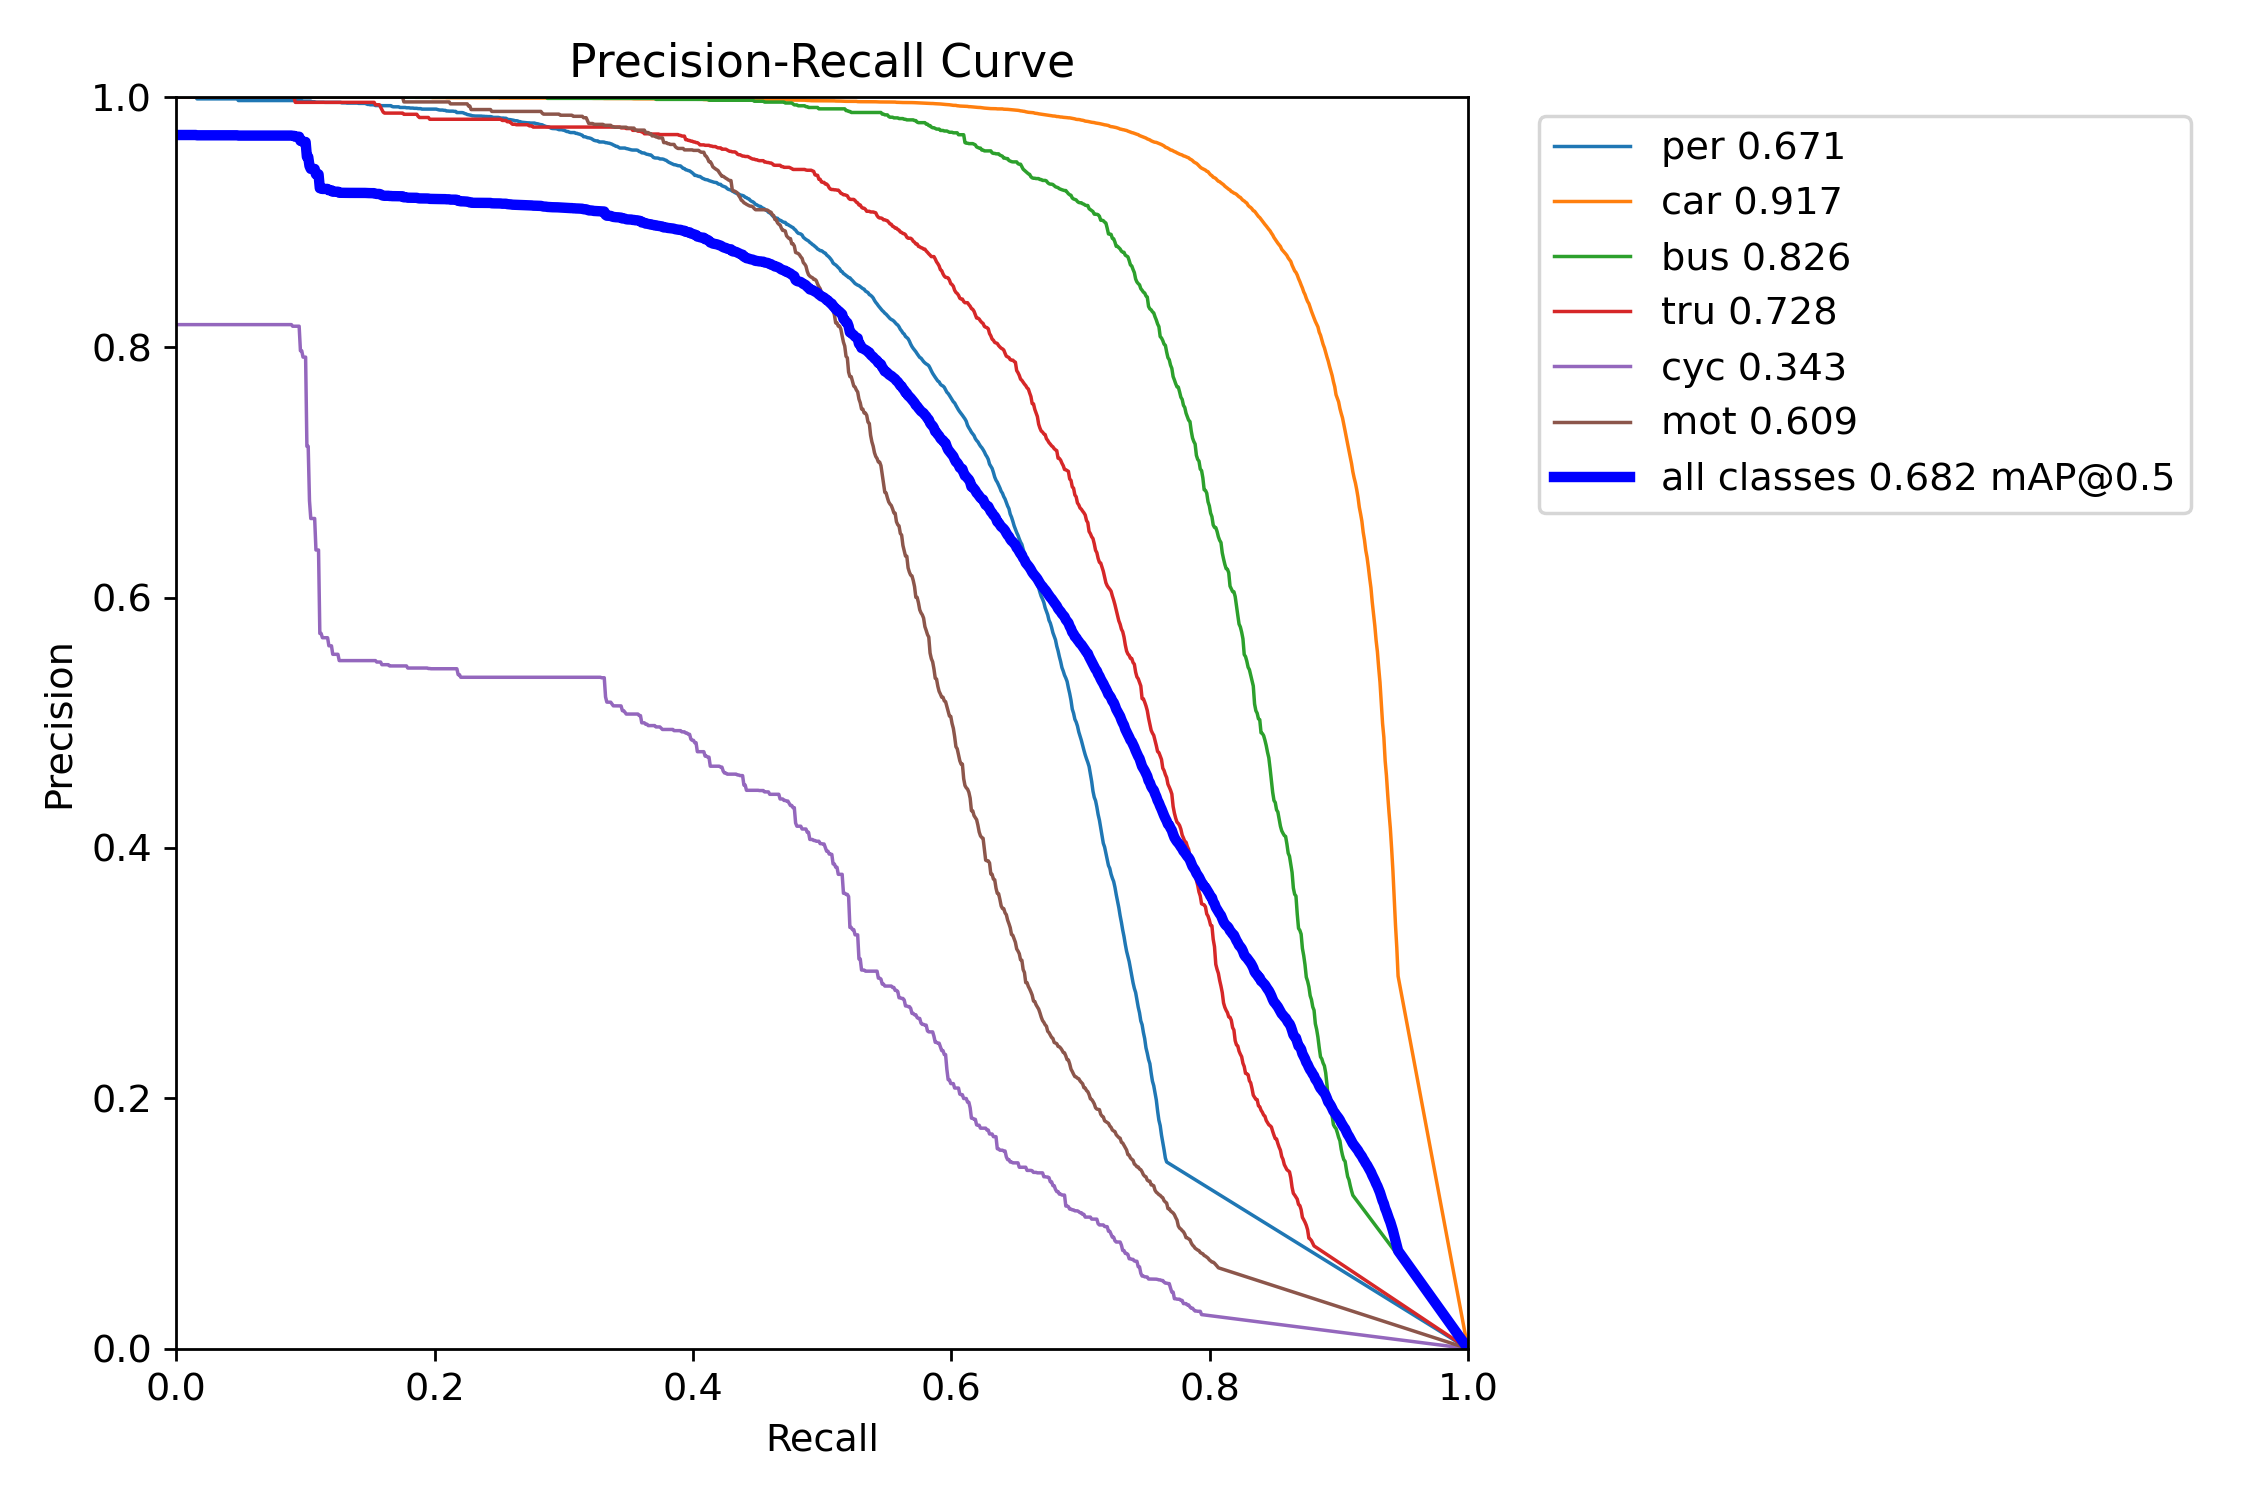 Precision-Recall Curve
1.0
0.8
0.6
0.4
0.2
0.0
Precision
0.0 0.2 0.4 0.6 0.8 1.0
Recall
per 0.671
car 0.917
bus 0.826
tru 0.728
cyc 0.343
mot 0.609
all classes 0.682 mAP@0.5